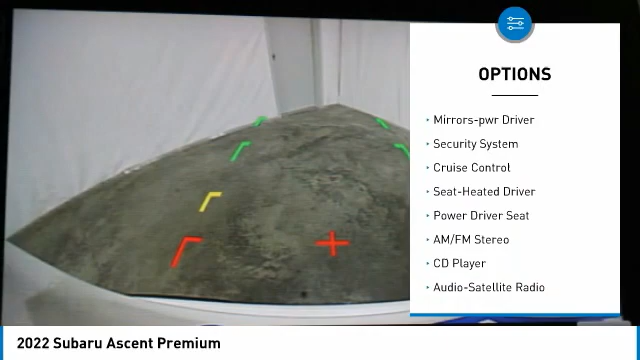 OPTIONS
Mirrors-pwr Driver
Security System
Cruise Control
Seat-Heated Driver
Power Driver Seat
AM/FM Stereo
CD Player
Audio-Satellite Radio
2022 Subaru Ascent Premium